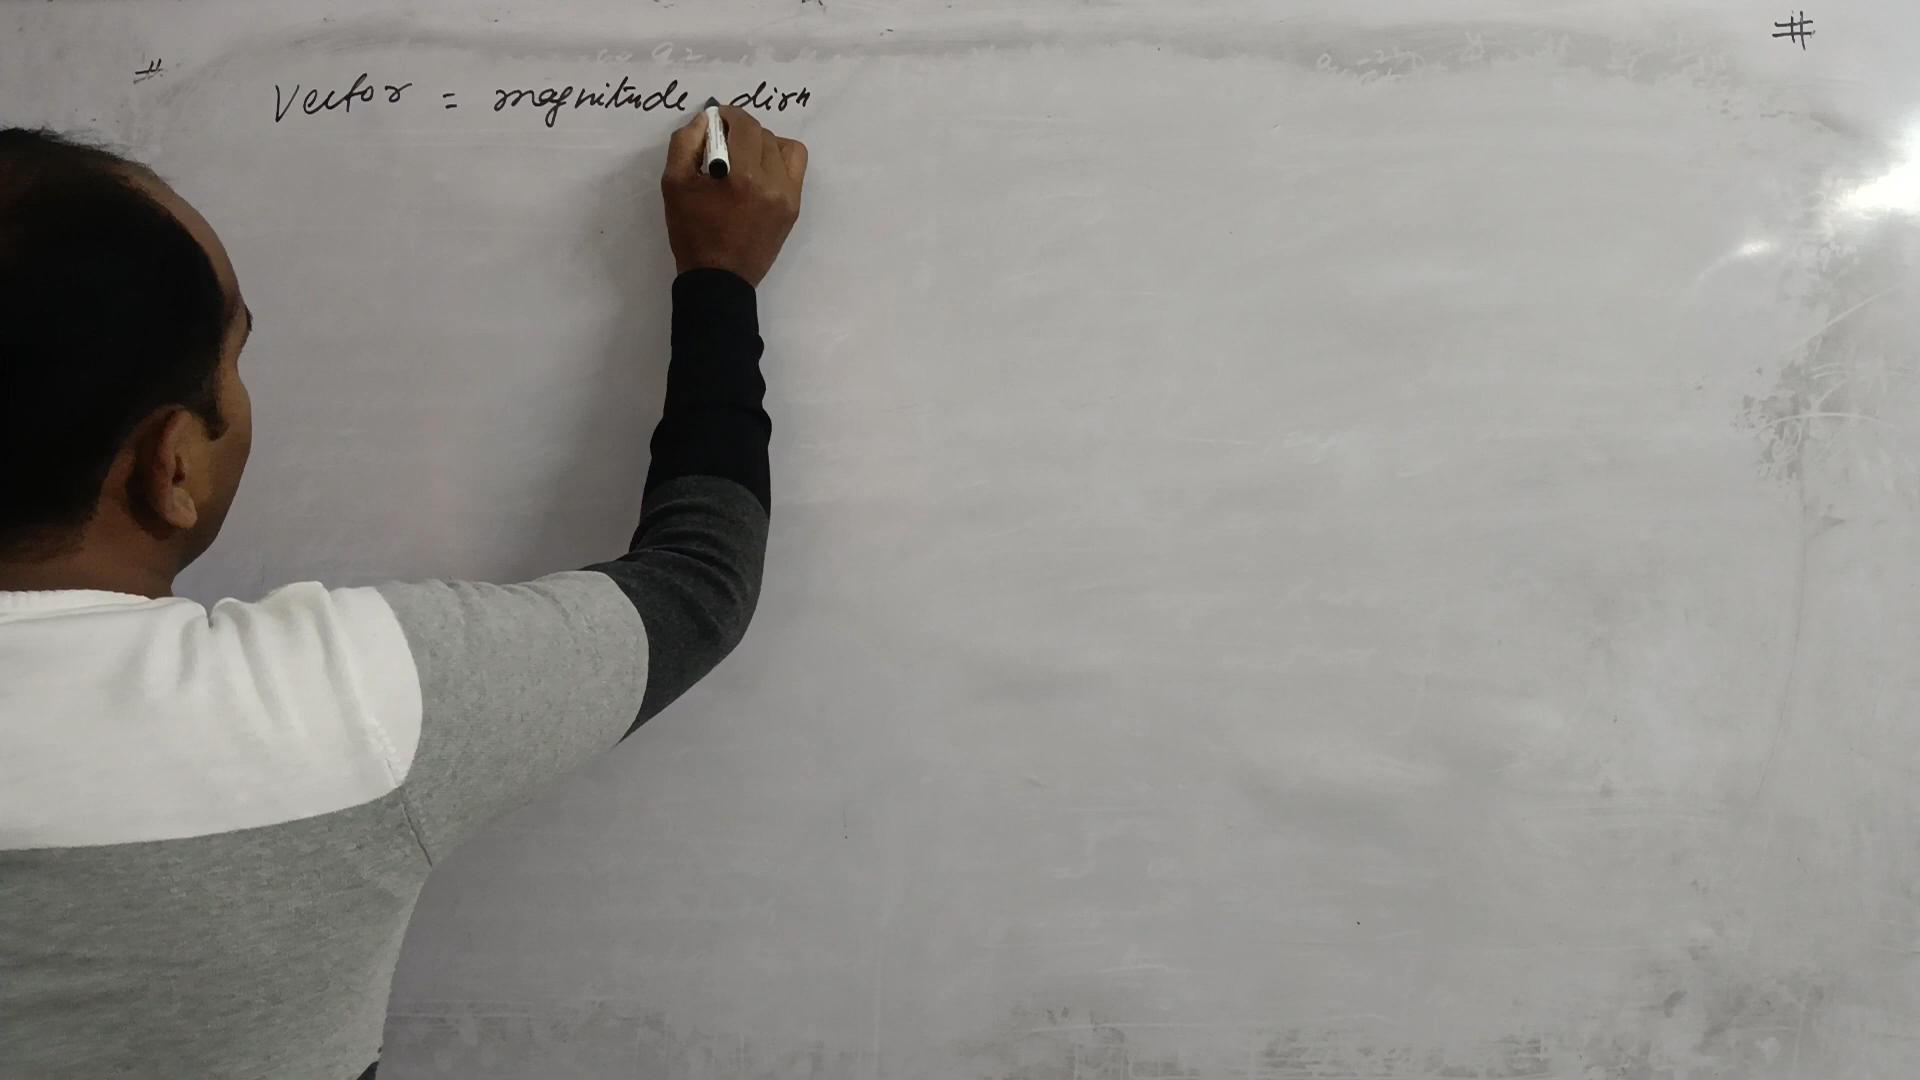 #
#
Vector = magnitude dirn